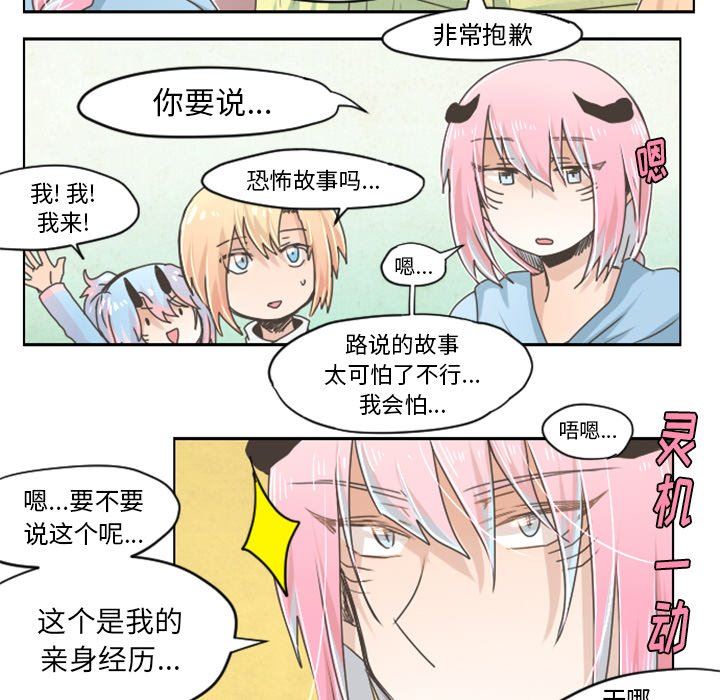 非常抱歉
你要说...
嗯
恐怖故事吗...
我! 我!
我来!
嗯...
路说的故事
太可怕了不行...
我会怕...
唔嗯...
灵机一动
嗯...要不要
说这个呢...
这个是我的
亲身经历...